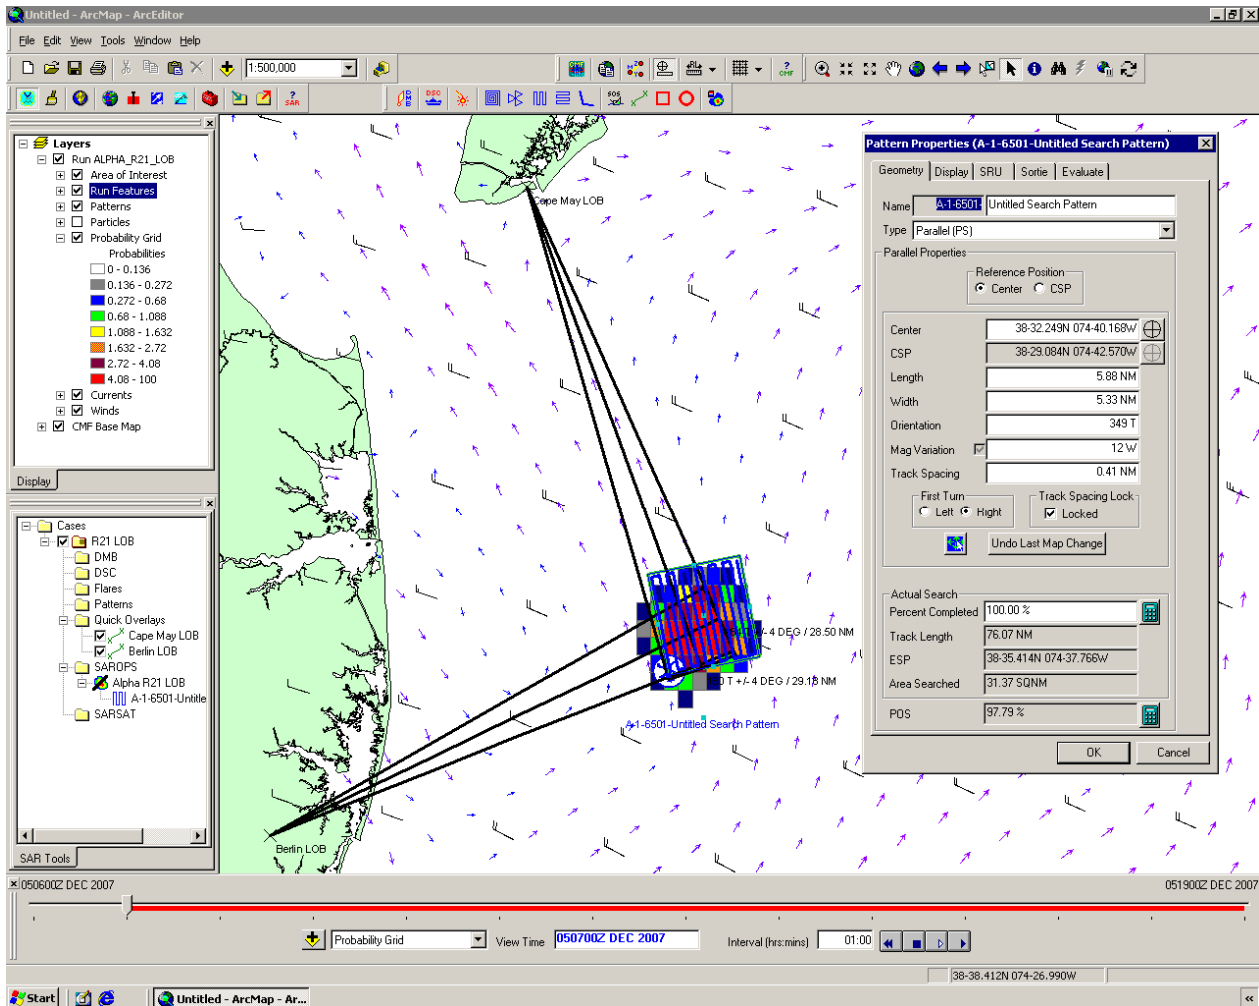 Untitled - ArcMap - ArcEditor
File Edit View Tools Window Help
1:500,000
? CMF
? SAR
DMB
DSC
SOS
Layers
Run ALPHA_R21_LOB
Area of Interest
Run Features
Patterns
Particles
Probability Grid
Probabilities
0 - 0.136
0.136 - 0.272
0.272 - 0.68
0.68 - 1.088
1.088 - 1.632
1.632 - 2.72
2.72 - 4.08
4.08 - 100
Currents
Winds
CMF Base Map
Display
Cases
R21 LOB
DMB
DSC
Flares
Patterns
Quick Overlays
Cape May LOB
Berlin LOB
SAROPS
Alpha R21 LOB
A-1-6501-Untitle
SARSAT
SAR Tools
Cape May LOB
+/- 4 DEG / 28.50 NM
0 T +/- 4 DEG / 29.18 NM
A-1-6501-Untitled Search Pattern
Berlin LOB
Pattern Properties (A-1-6501-Untitled Search Pattern)
Geometry Display SRU Sortie Evaluate
Name A-1-6501- Untitled Search Pattern
Type Parallel (PS)
Parallel Properties
Reference Position
Center CSP
Center 38-32.249N 074-40.168W
CSP 38-29.084N 074-42.570W
Length 5.88 NM
Width 5.33 NM
Orientation 349 T
Mag Variation 12 W
Track Spacing 0.41 NM
First Turn Track Spacing Lock
Left Right Locked
Undo Last Map Change
Actual Search
Percent Completed 100.00 %
Track Length 76.07 NM
ESP 38-35.414N 074-37.766W
Area Searched 31.37 SQNM
POS 97.79 %
OK Cancel
050600Z DEC 2007 051900Z DEC 2007
Probability Grid View Time 050700Z DEC 2007 Interval (hrs:mins) 01:00
38-38.412N 074-26.990W
Start Untitled - ArcMap - Ar...